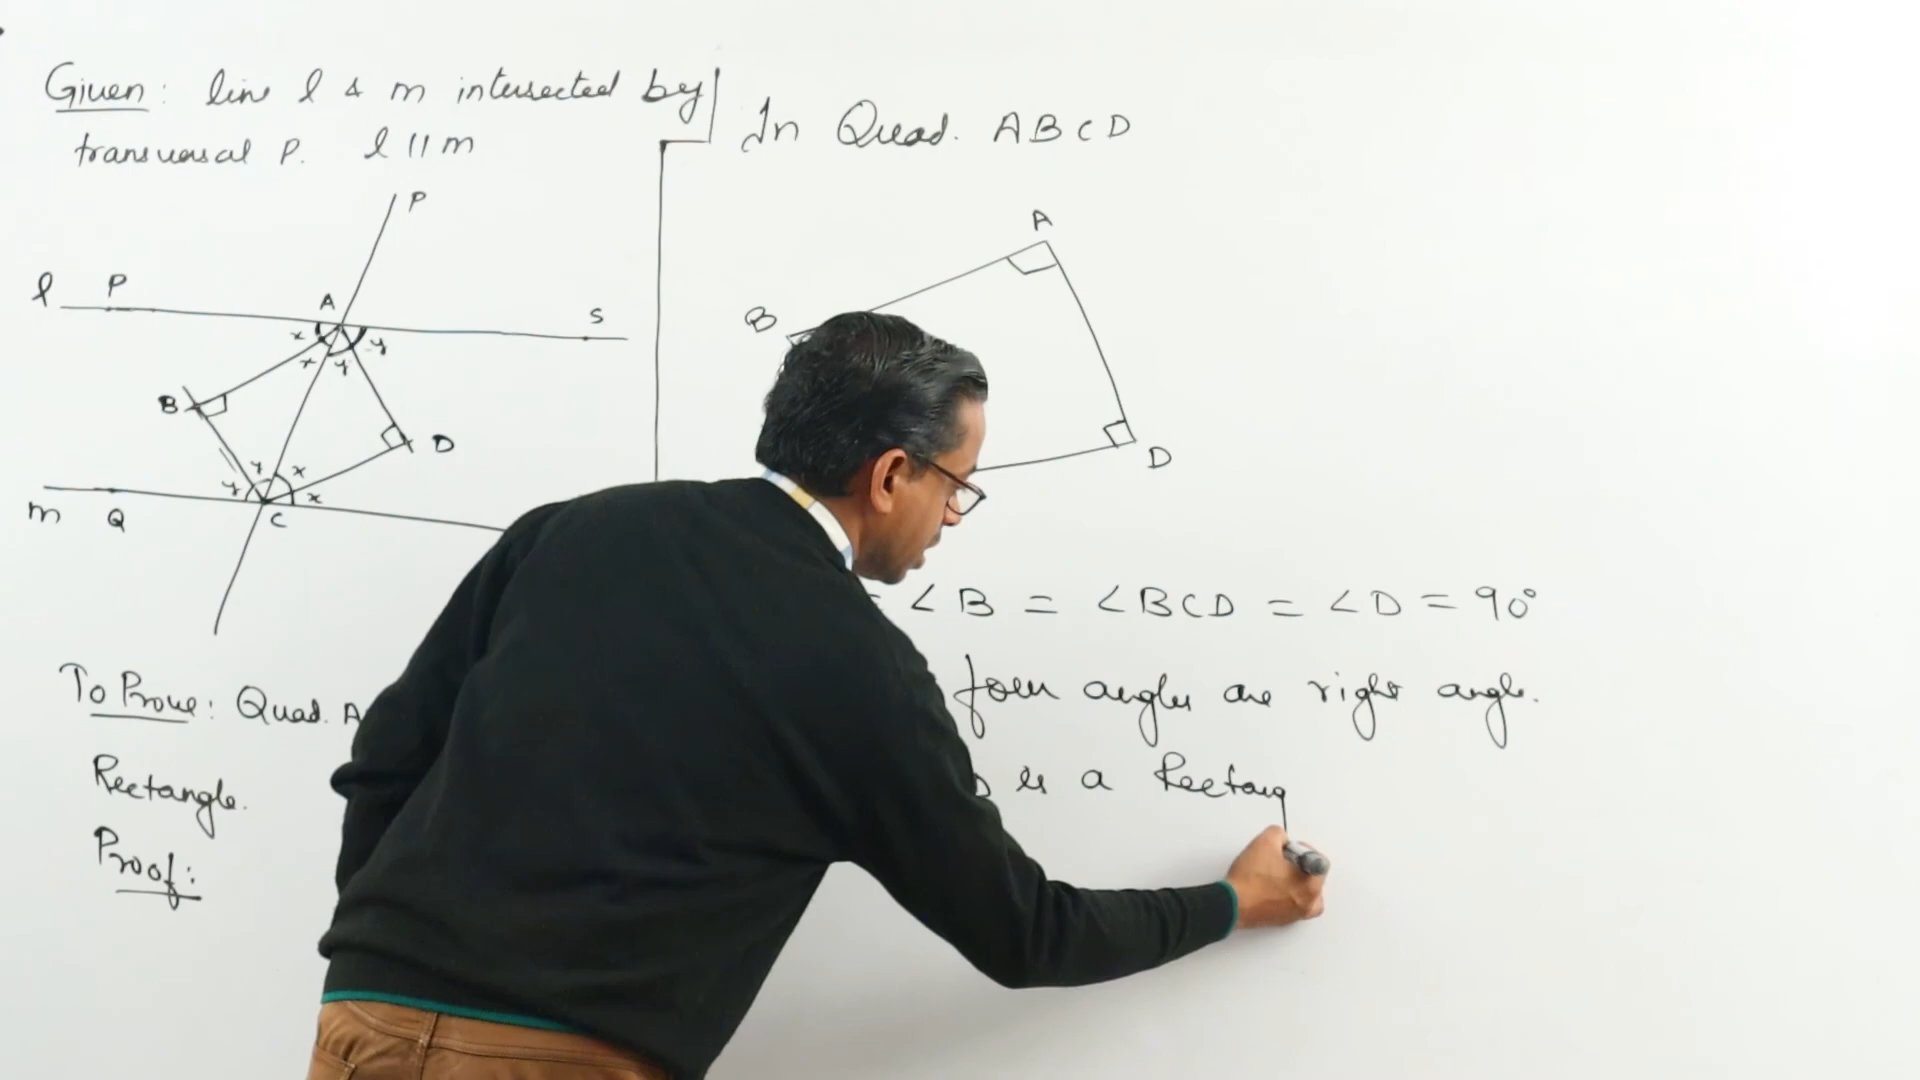 Given: line l & m intersected by
transversal P. l || m
P
l P A S
x x y y
B D
y y x x
m Q C
To Prove: Quad. A
Rectangle.
Proof:
In Quad. ABCD
A
B
D
= ∠B = ∠BCD = ∠D = 90°
four angles are right angle.
D is a Rectang